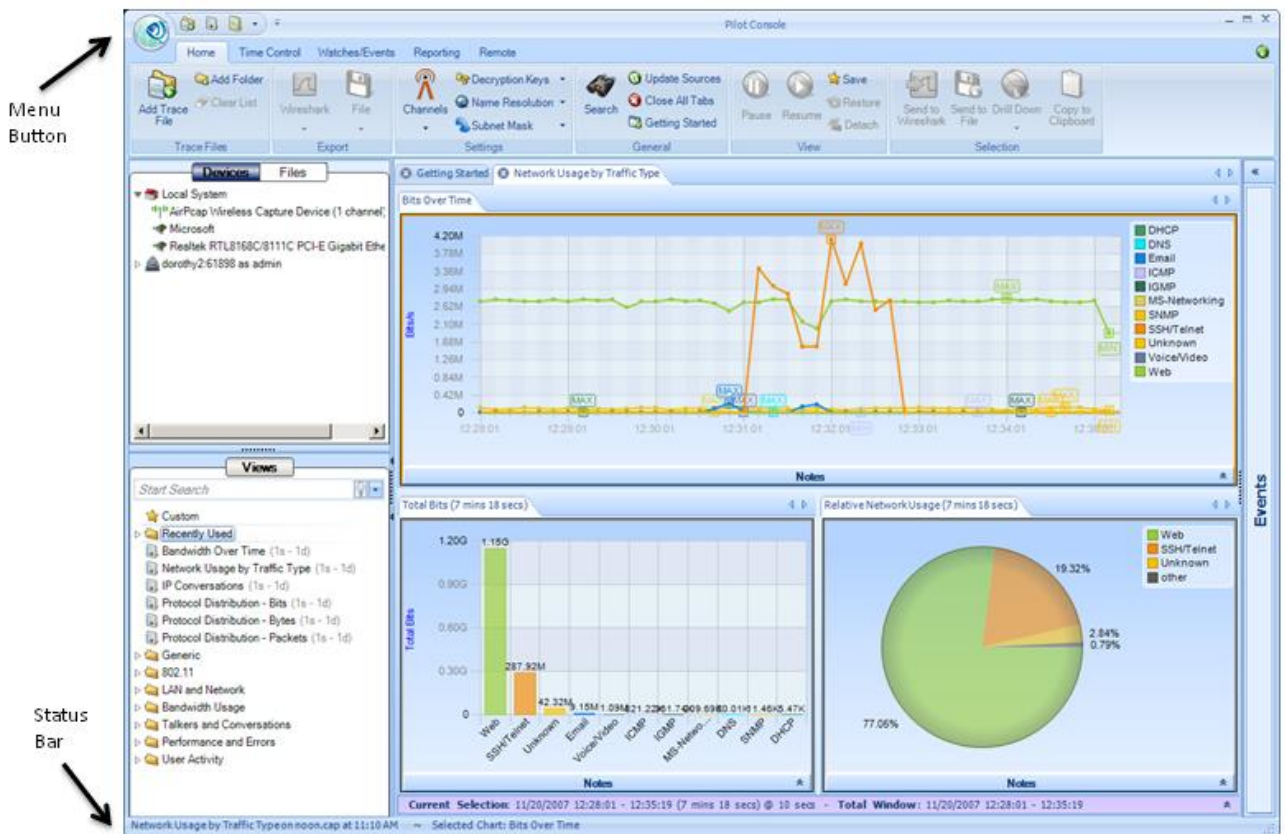 Pilot Console
Menu
Button
Home Time Control Watches/Events Reporting Remote
Add Trace
File
Add Folder
Clear List
Trace Files
Wireshark
File
Export
Channels
Decryption Keys
Name Resolution
Subnet Mask
Settings
Search
Update Sources
Close All Tabs
Getting Started
General
Pause
Resume
Save
Restore
Detach
View
Send to
Wireshark
Send to
File
Drill Down
Copy to
Clipboard
Selection
Devices Files
Local System
AirPcap Wireless Capture Device (1 channel)
Microsoft
Realtek RTL8168C/8111C PCI-E Gigabit Ethe
dorothy2:61898 as admin
Views
Start Search
Custom
Recently Used
Bandwidth Over Time (1s - 1d)
Network Usage by Traffic Type (1s - 1d)
IP Conversations (1s - 1d)
Protocol Distribution - Bits (1s - 1d)
Protocol Distribution - Bytes (1s - 1d)
Protocol Distribution - Packets (1s - 1d)
Generic
802.11
LAN and Network
Bandwidth Usage
Talkers and Conversations
Performance and Errors
User Activity
Status
Bar
Getting Started Network Usage by Traffic Type
Bits Over Time
Bits/s
4.20M
3.78M
3.36M
2.94M
2.62M
2.10M
1.68M
1.26M
0.84M
0.42M
0
12:28:01 12:29:01 12:30:01 12:31:01 12:32:01 12:33:01 12:34:01
MAX
MAX
MIN
MAX
MAX
MAX
MAX
MAX
DHCP
DNS
Email
ICMP
IGMP
MS-Networking
SNMP
SSH/Telnet
Unknown
Voice/Video
Web
Notes
Total Bits (7 mins 18 secs)
Total Bits
1.20G
0.90G
0.60G
0.30G
0
1.15G
287.92M
42.32M
9.15M
1.09M
Web
SSH/Telnet
Unknown
Email
Voice/Video
ICMP
IGMP
MS-Netwo...
DNS
SNMP
DHCP
Notes
Relative Network Usage (7 mins 18 secs)
19.32%
2.84%
0.79%
77.05%
Web
SSH/Telnet
Unknown
other
Notes
Events
Current Selection: 11/20/2007 12:28:01 - 12:35:19 (7 mins 18 secs) @ 10 secs - Total Window: 11/20/2007 12:28:01 - 12:35:19
Network Usage by Traffic Type on noon.cap at 11:10 AM ~ Selected Chart: Bits Over Time